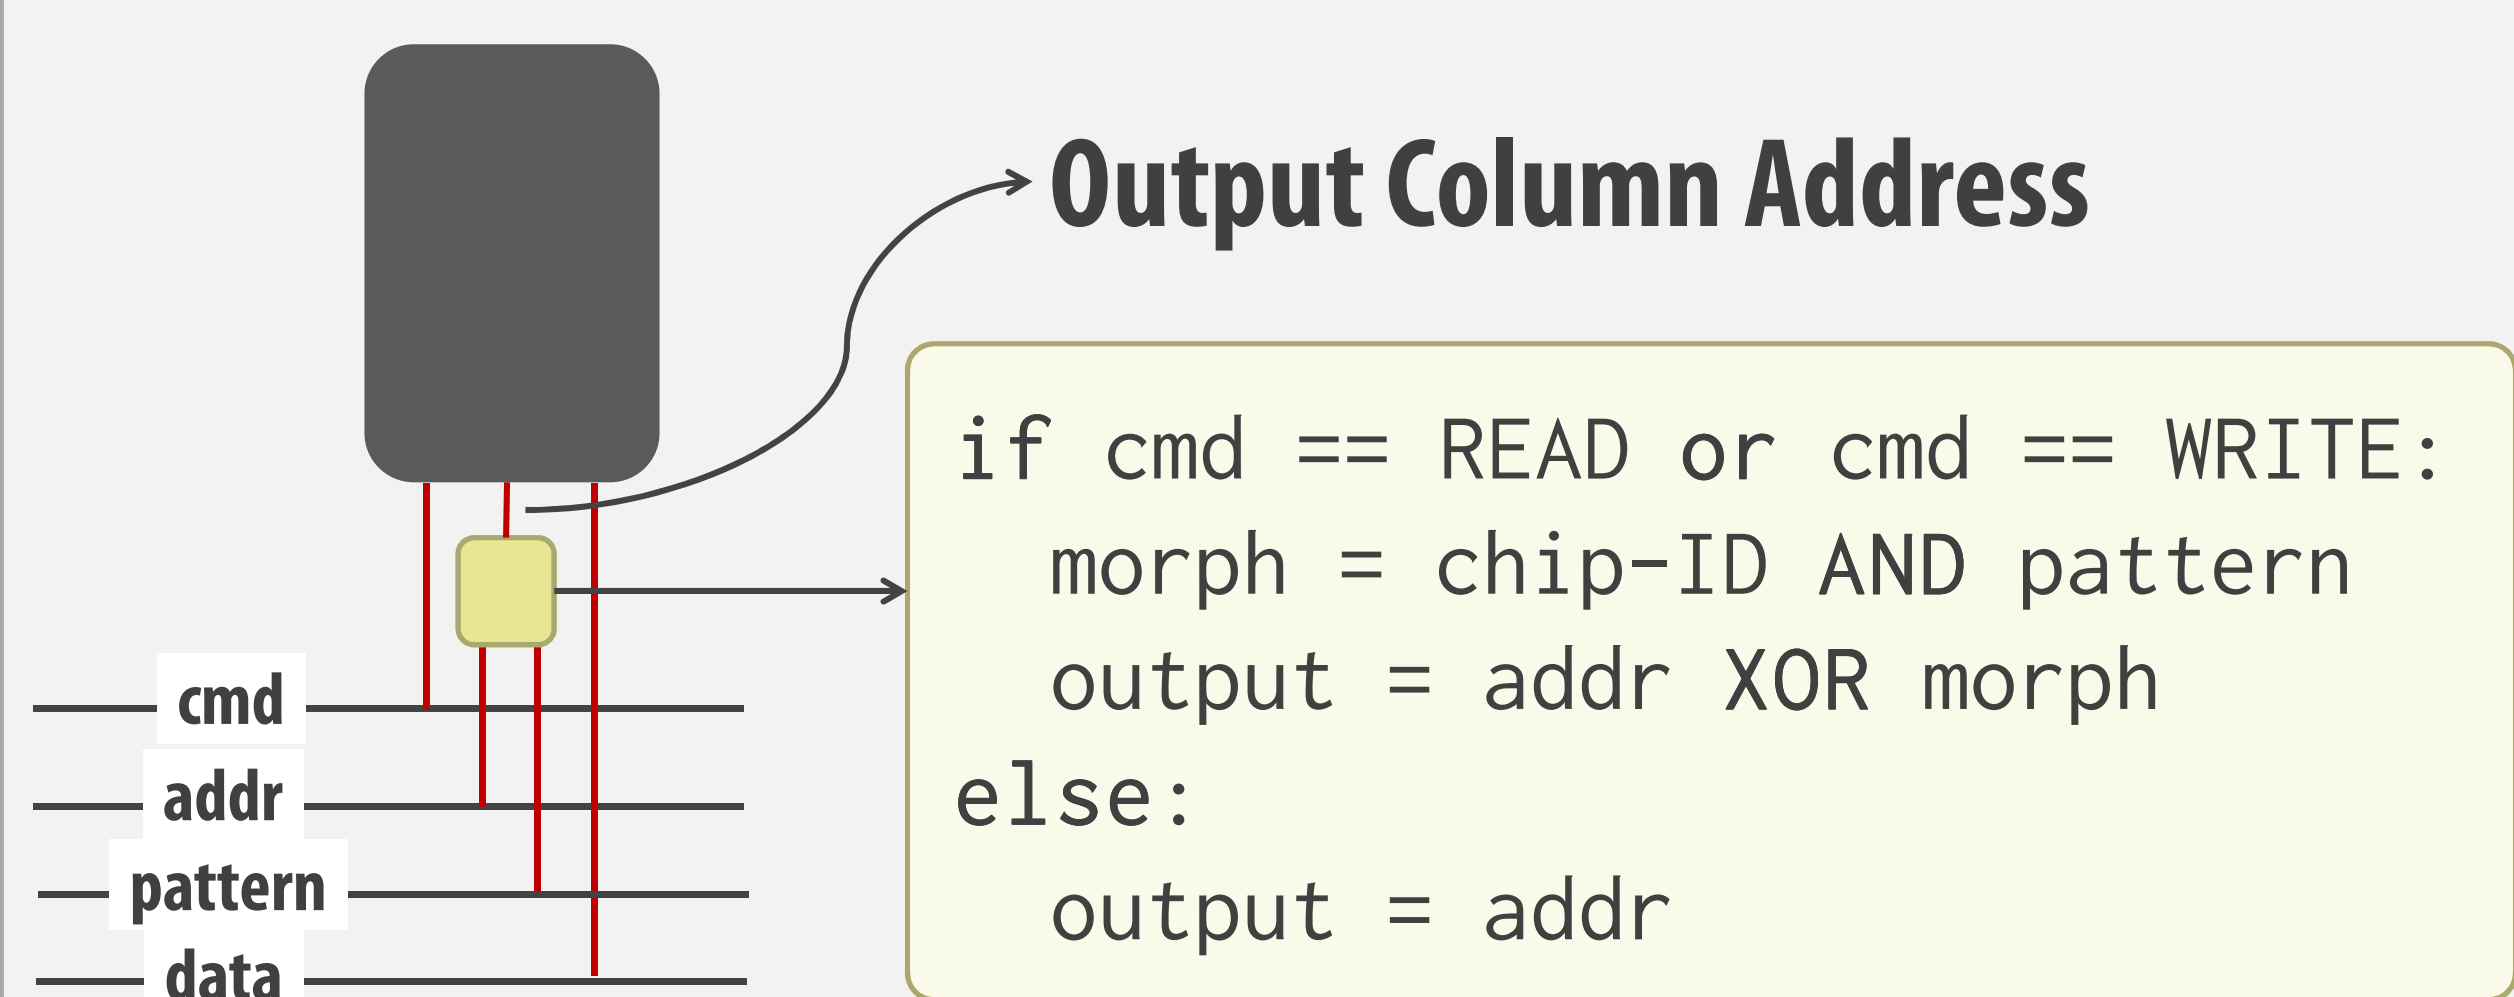 Output Column Address
if cmd == READ or cmd == WRITE:
morph = chip-ID AND pattern
output = addr XOR morph
else:
output = addr
cmd
addr
pattern
data